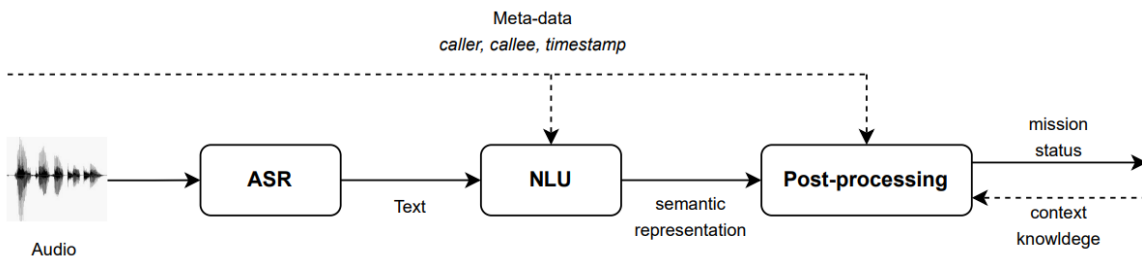 Meta-data
caller, callee, timestamp
ASR
NLU
Post-processing
mission
status
Text
semantic
representation
context
knowldege
Audio